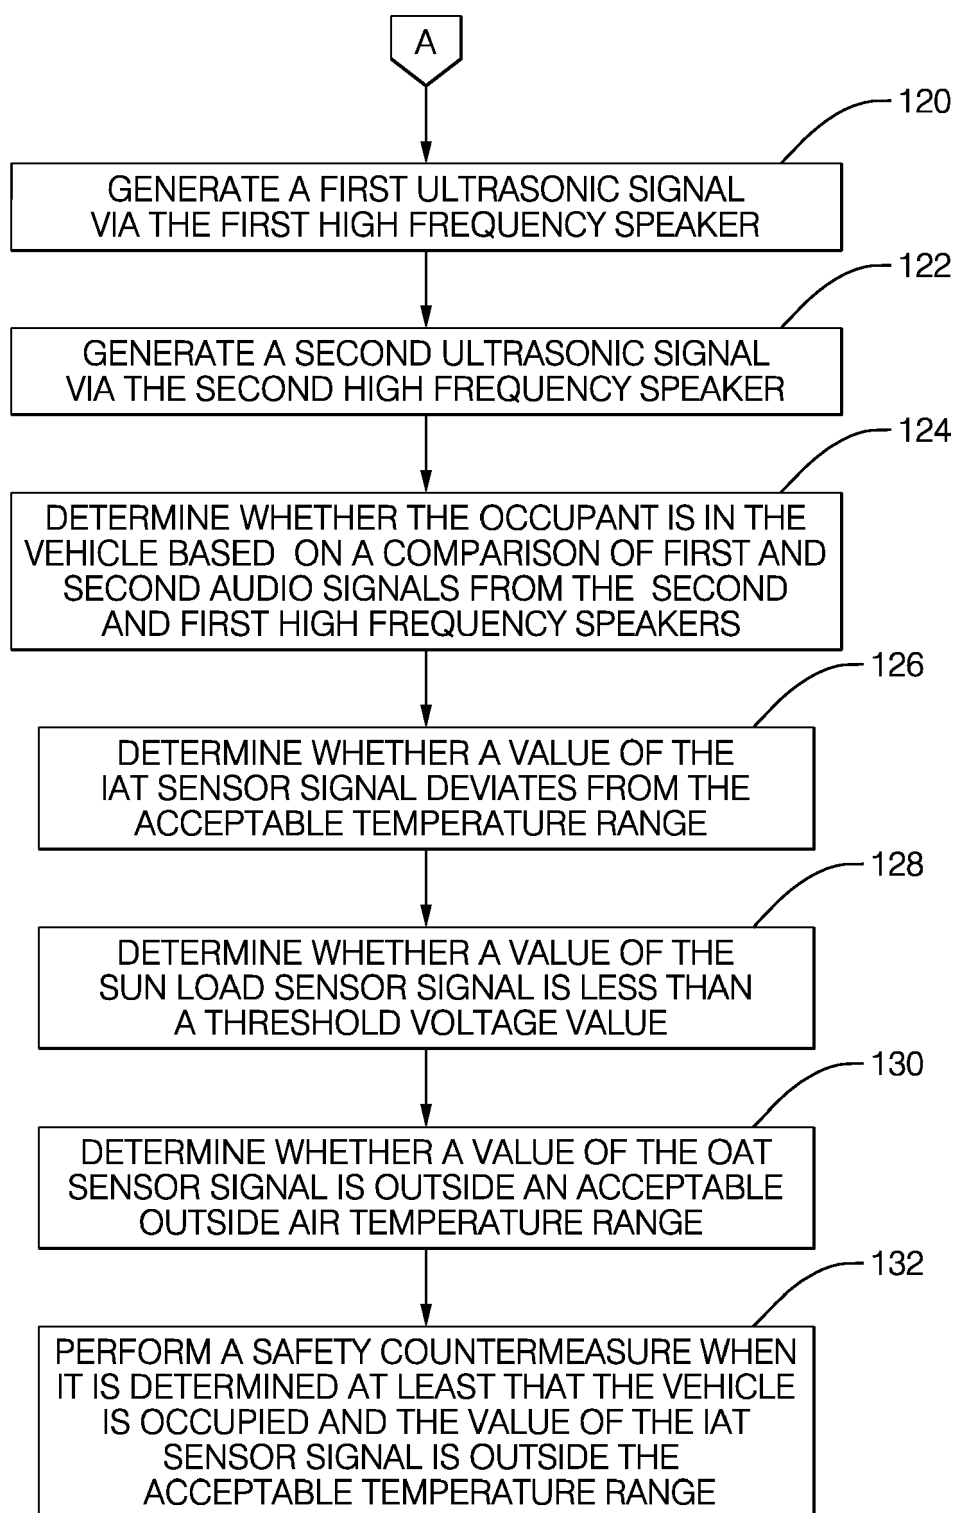 A
120
GENERATE A FIRST ULTRASONIC SIGNAL
VIA THE FIRST HIGH FREQUENCY SPEAKER
122
GENERATE A SECOND ULTRASONIC SIGNAL
VIA THE SECOND HIGH FREQUENCY SPEAKER
124
DETERMINE WHETHER THE OCCUPANT IS IN THE
VEHICLE BASED ON A COMPARISON OF FIRST AND
SECOND AUDIO SIGNALS FROM THE SECOND
AND FIRST HIGH FREQUENCY SPEAKERS
126
DETERMINE WHETHER A VALUE OF THE
IAT SENSOR SIGNAL DEVIATES FROM THE
ACCEPTABLE TEMPERATURE RANGE
128
DETERMINE WHETHER A VALUE OF THE
SUN LOAD SENSOR SIGNAL IS LESS THAN
A THRESHOLD VOLTAGE VALUE
130
DETERMINE WHETHER A VALUE OF THE OAT
SENSOR SIGNAL IS OUTSIDE AN ACCEPTABLE
OUTSIDE AIR TEMPERATURE RANGE
132
PERFORM A SAFETY COUNTERMEASURE WHEN
IT IS DETERMINED AT LEAST THAT THE VEHICLE
IS OCCUPIED AND THE VALUE OF THE IAT
SENSOR SIGNAL IS OUTSIDE THE
ACCEPTABLE TEMPERATURE RANGE